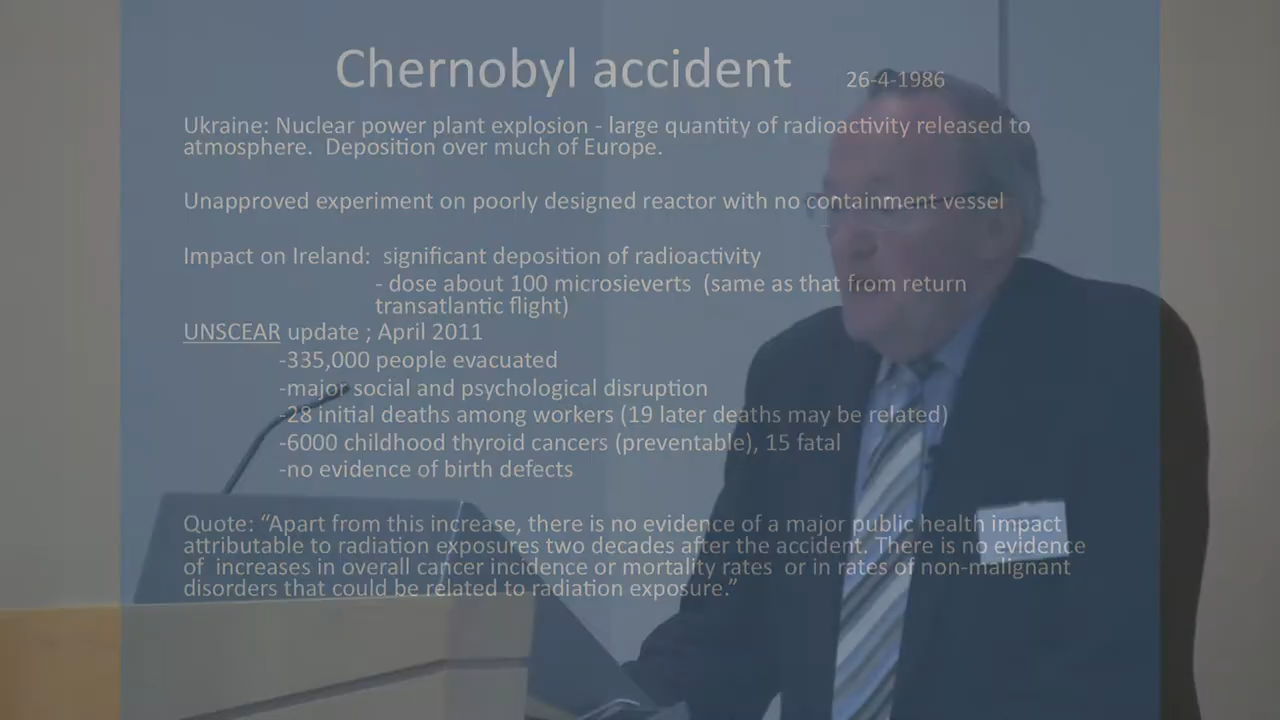 Chernobyl accident 26-4-1986
Ukraine: Nuclear power plant explosion - large quantity of radioactivity released to
atmosphere. Deposition over much of Europe.
Unapproved experiment on poorly designed reactor with no containment vessel
Impact on Ireland: significant deposition of radioactivity
- dose about 100 microsieverts (same as that from return
transatlantic flight)
UNSCEAR update ; April 2011
-335,000 people evacuated
-major social and psychological disruption
-28 initial deaths among workers (19 later deaths may be related)
-6000 childhood thyroid cancers (preventable), 15 fatal
-no evidence of birth defects
Quote: “Apart from this increase, there is no evidence of a major public health impact
attributable to radiation exposures two decades after the accident. There is no evidence
of increases in overall cancer incidence or mortality rates or in rates of non-malignant
disorders that could be related to radiation exposure.”